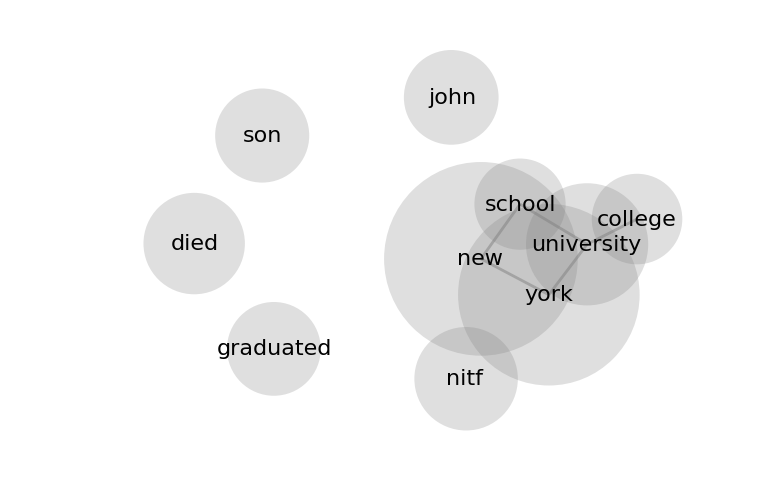 john
son
school
college
died
university
new
york
graduated
nitf